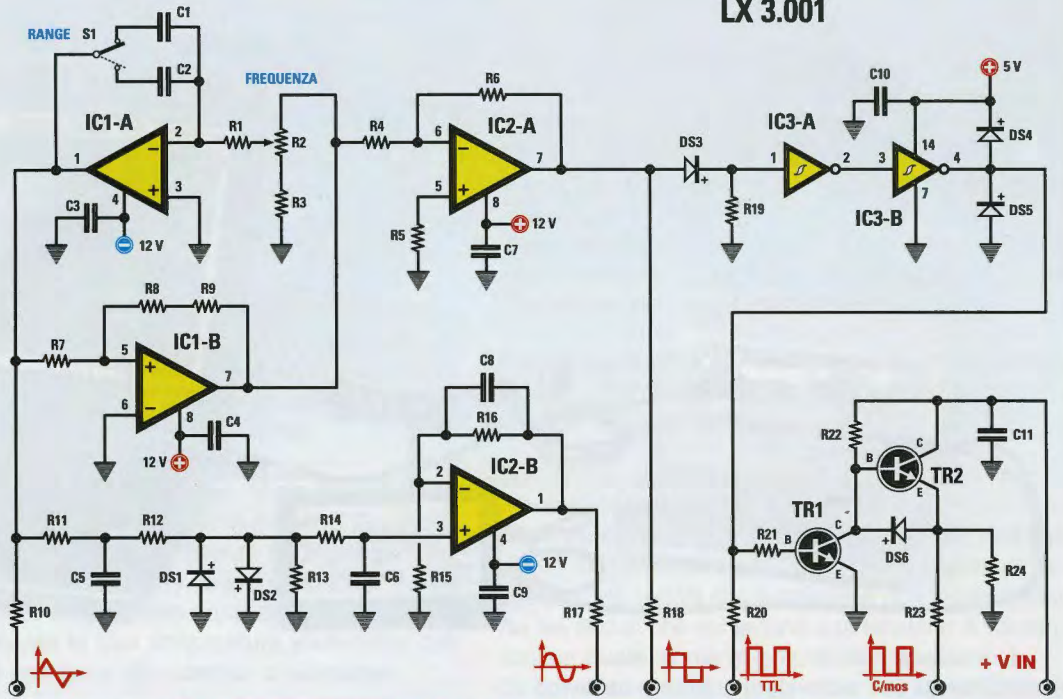 LX 3.001
RANGE
S1
C1
C2
FREQUENZA
IC1-A
2
1
3
4
R1
R2
R3
C3
12 V
R4
R6
IC2-A
6
7
5
8
R5
12 V
C7
DS3
R19
IC3-A
1
2
3
4
14
7
IC3-B
C10
5 V
DS4
DS5
R8
R9
R7
IC1-B
5
6
7
8
12 V
C4
C8
R16
IC2-B
2
3
1
4
12 V
C9
R11
R12
R14
C5
DS1
DS2
R13
C6
R15
R10
R17
R18
R20
R21
R22
TR1
B
C
E
TR2
B
C
E
DS6
C11
R23
R24
TTL
C/mos
+ V IN